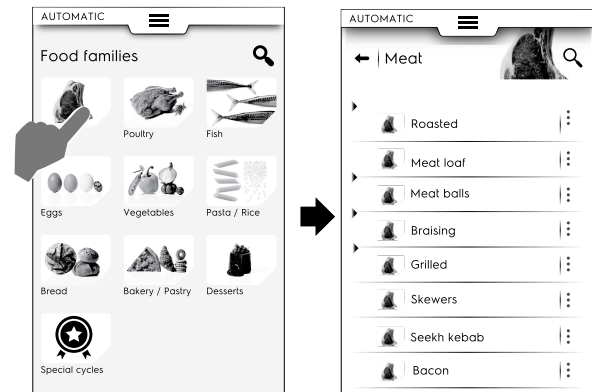 AUTOMATIC
Food families
Poultry
Fish
Eggs
Vegetables
Pasta / Rice
Bread
Bakery / Pastry
Desserts
Special cycles
AUTOMATIC
Meat
Roasted
Meat loaf
Meat balls
Braising
Grilled
Skewers
Seekh kebab
Bacon